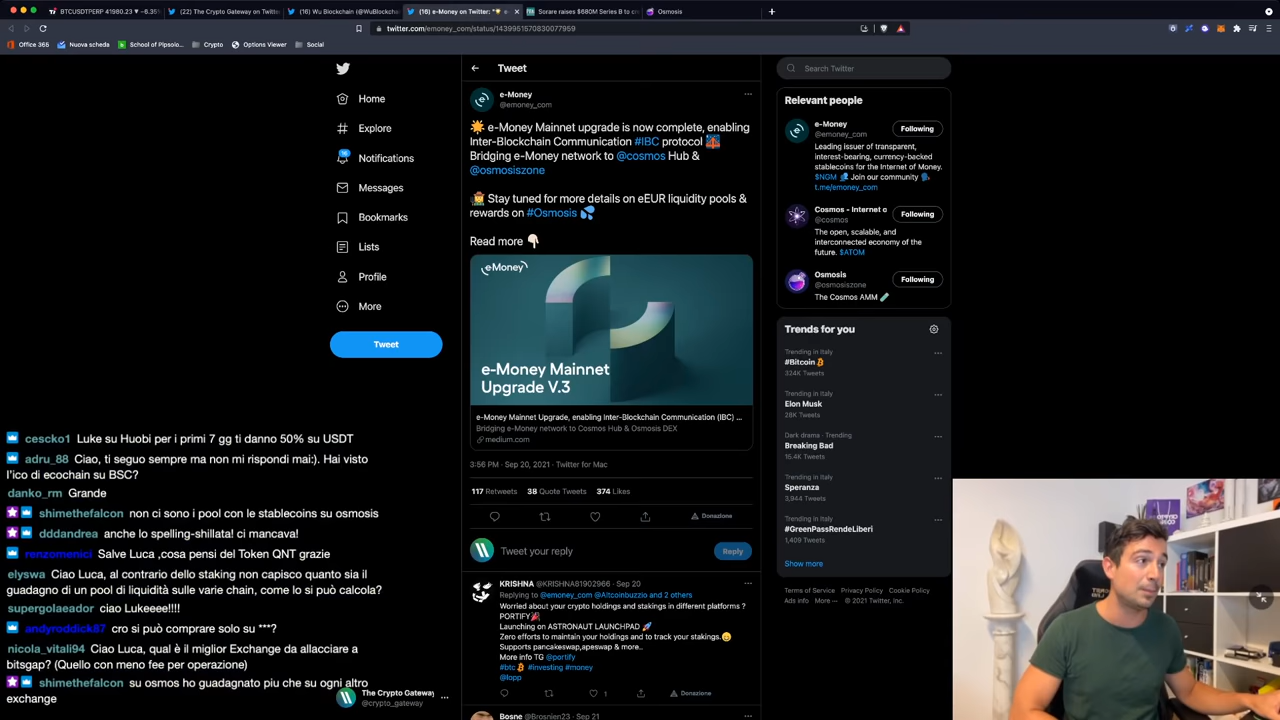 BTCUSDTPERP 41980.23 ▼ −6.35%
(22) The Crypto Gateway on Twitt
(16) Wu Blockchain (@WuBlockch
(16) e-Money on Twitter: "☀ e
Sorare raises $680M Series B to c
Osmosis
twitter.com/emoney_com/status/1439951570830077959
Office 365
Nuova scheda
School of Pipsolo...
Crypto
Options Viewer
Social
Home
Explore
16
Notifications
Messages
Bookmarks
Lists
Profile
More
Tweet
Tweet
e-Money
@emoney_com
☀ e-Money Mainnet upgrade is now complete, enabling
Inter-Blockchain Communication #IBC protocol
Bridging e-Money network to @cosmos Hub &
@osmosiszone
Stay tuned for more details on eEUR liquidity pools &
rewards on #Osmosis 💦
Read more 👇🏻
eMoney
e-Money Mainnet
Upgrade V.3
e-Money Mainnet Upgrade, enabling Inter-Blockchain Communication (IBC) ...
Bridging e-Money network to Cosmos Hub & Osmosis DEX
medium.com
3:56 PM · Sep 20, 2021 · Twitter for Mac
117 Retweets 38 Quote Tweets 374 Likes
Donazione
Tweet your reply
Reply
KRISHNA @KRISHNA81902966 · Sep 20
Replying to @emoney_com @Altcoinbuzzio and 2 others
Worried about your crypto holdings and stakings in different platforms ?
PORTIFY
Launching on ASTRONAUT LAUNCHPAD 🚀
Zero efforts to maintain your holdings and to track your stakings.
Supports pancakeswap,apeswap & more..
More info TG @portify
#btc ₿ #investing #money
@lopp
1
Donazione
Bosne @Brosnien23 · Sep 21
Search Twitter
Relevant people
e-Money
@emoney_com
Following
Leading issuer of transparent,
interest-bearing, currency-backed
stablecoins for the Internet of Money.
$NGM Join our community
t.me/emoney_com
Cosmos - Internet o
@cosmos
Following
The open, scalable, and
interconnected economy of the
future. $ATOM
Osmosis
@osmosiszone
Following
The Cosmos AMM 🧪
Trends for you
Trending in Italy
#Bitcoin ₿
324K Tweets
Trending in Italy
Elon Musk
28K Tweets
Dark drama · Trending
Breaking Bad
15.4K Tweets
Trending in Italy
Speranza
3,944 Tweets
Trending in Italy
#GreenPassRendeLiberi
1,409 Tweets
Show more
Terms of Service Privacy Policy Cookie Policy
Ads info More ··· © 2021 Twitter, Inc.
cescko1 Luke su Huobi per i primi 7 gg ti danno 50% su USDT
adru_88 Ciao, ti seguo sempre ma non mi rispondi mai:). Hai visto
l'ico di ecochain su BSC?
danko_rm Grande
shimethefalcon non ci sono i pool con le stablecoins su osmosis
dddandrea anche lo spelling-shillata! ci mancava!
renzomenici Salve Luca ,cosa pensi del Token QNT grazie
elyswa Ciao Luca, al contrario dello staking non capisco quanto sia il
guadagno di un pool di liquidità sulle varie chain, come lo si può calcola?
supergolaeador ciao Lukeeee!!!!
andyroddick87 cro si può comprare solo su ***?
nicola_vitali94 Ciao Luca, qual è il miglior Exchange da allacciare a
bitsgap? (Quello con meno fee per operazione)
shimethefalcon su osmos ho guadagnato piu che su ogni altro
exchange
The Crypto Gateway
@crypto_gateway